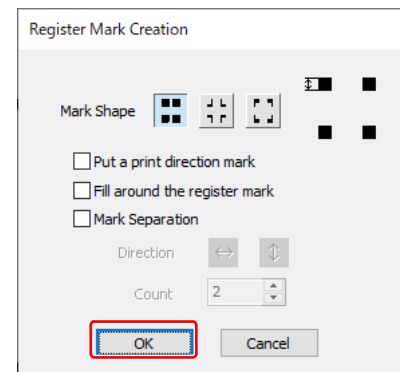 Register Mark Creation
Mark Shape
Put a print direction mark
Fill around the register mark
Mark Separation
Direction
Count 2
OK Cancel